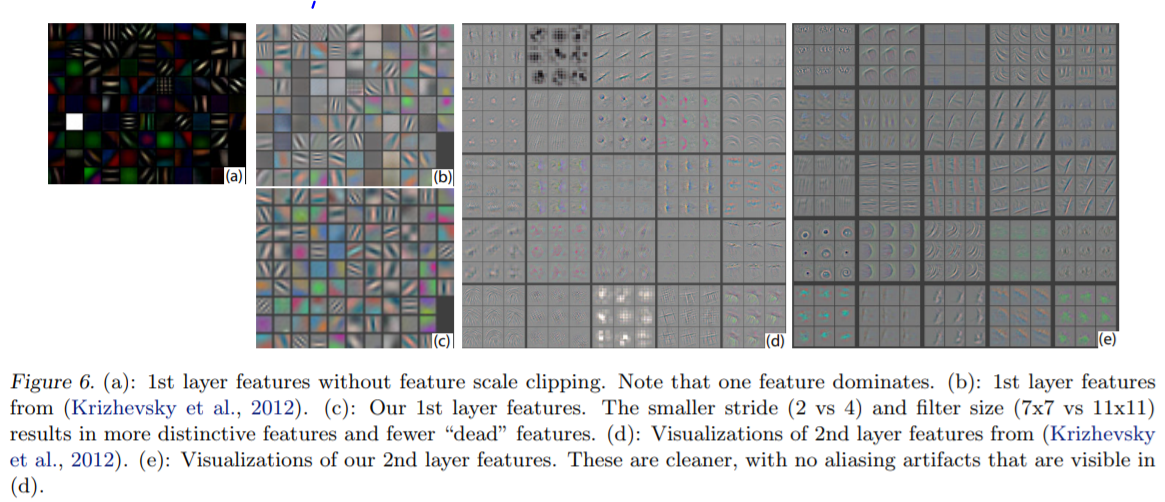 (a)
(b)
(c)
(d)
(e)
Figure 6. (a): 1st layer features without feature scale clipping. Note that one feature dominates. (b): 1st layer features
from (Krizhevsky et al., 2012). (c): Our 1st layer features. The smaller stride (2 vs 4) and filter size (7x7 vs 11x11)
results in more distinctive features and fewer “dead” features. (d): Visualizations of 2nd layer features from (Krizhevsky
et al., 2012). (e): Visualizations of our 2nd layer features. These are cleaner, with no aliasing artifacts that are visible in
(d).